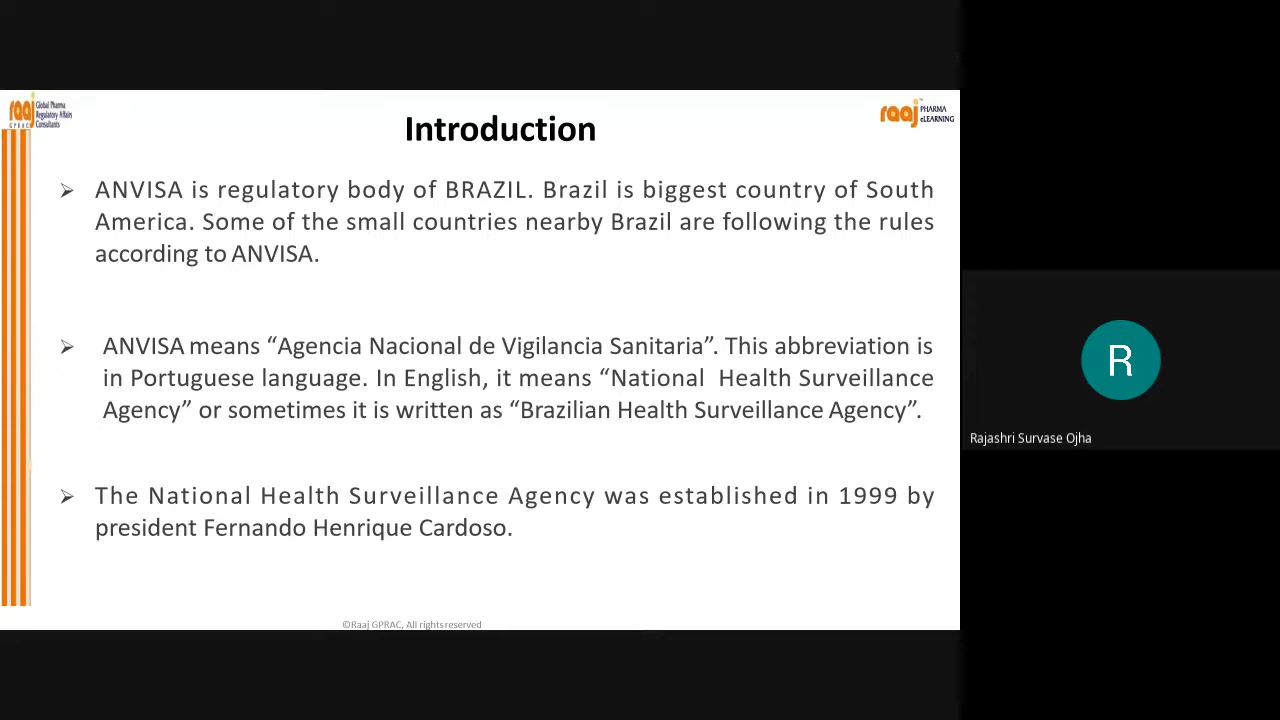 raaj Global Pharma
Regulatory Affairs
GPRAC Consultants
raaj PHARMA
eLEARNING
Introduction
ANVISA is regulatory body of BRAZIL. Brazil is biggest country of South
America. Some of the small countries nearby Brazil are following the rules
according to ANVISA.
ANVISA means “Agencia Nacional de Vigilancia Sanitaria”. This abbreviation is
in Portuguese language. In English, it means “National Health Surveillance
Agency” or sometimes it is written as “Brazilian Health Surveillance Agency”.
The National Health Surveillance Agency was established in 1999 by
president Fernando Henrique Cardoso.
©Raaj GPRAC, All rights reserved
R
Rajashri Survase Ojha